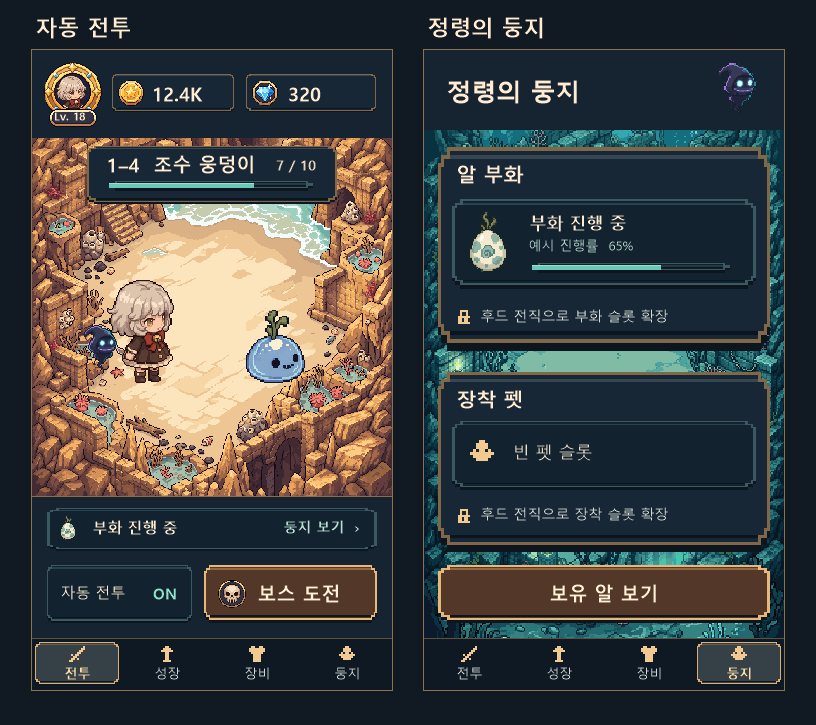 자동 전투
Lv. 18
12.4K
320
1-4 조수 웅덩이 7 / 10
부화 진행 중
둥지 보기 ›
자동 전투 ON
보스 도전
전투
성장
장비
둥지
정령의 둥지
정령의 둥지
알 부화
부화 진행 중
예시 진행률 65%
후드 전직으로 부화 슬롯 확장
장착 펫
빈 펫 슬롯
후드 전직으로 장착 슬롯 확장
보유 알 보기
전투
성장
장비
둥지